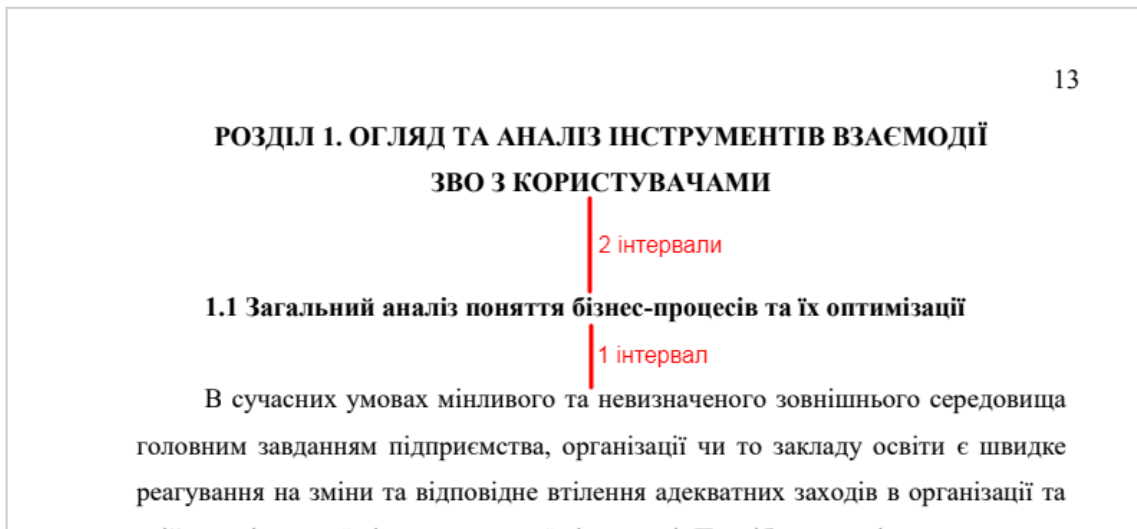 13
РОЗДІЛ 1. ОГЛЯД ТА АНАЛІЗ ІНСТРУМЕНТІВ ВЗАЄМОДІЇ
ЗВО З КОРИСТУВАЧАМИ
2 інтервали
1.1 Загальний аналіз поняття бізнес-процесів та їх оптимізації
1 інтервал
В сучасних умовах мінливого та невизначеного зовнішнього середовища
головним завданням підприємства, організації чи то закладу освіти є швидке
реагування на зміни та відповідне втілення адекватних заходів в організації та